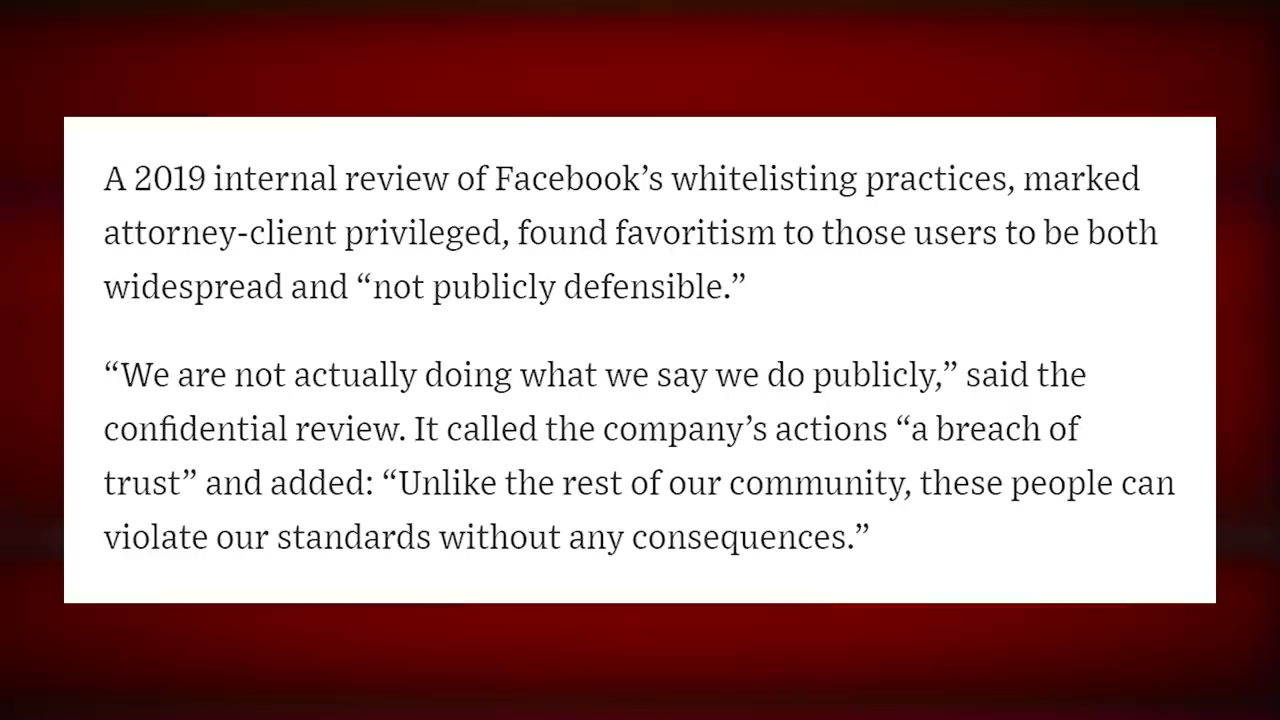 A 2019 internal review of Facebook’s whitelisting practices, marked
attorney-client privileged, found favoritism to those users to be both
widespread and “not publicly defensible.”
“We are not actually doing what we say we do publicly,” said the
confidential review. It called the company’s actions “a breach of
trust” and added: “Unlike the rest of our community, these people can
violate our standards without any consequences.”